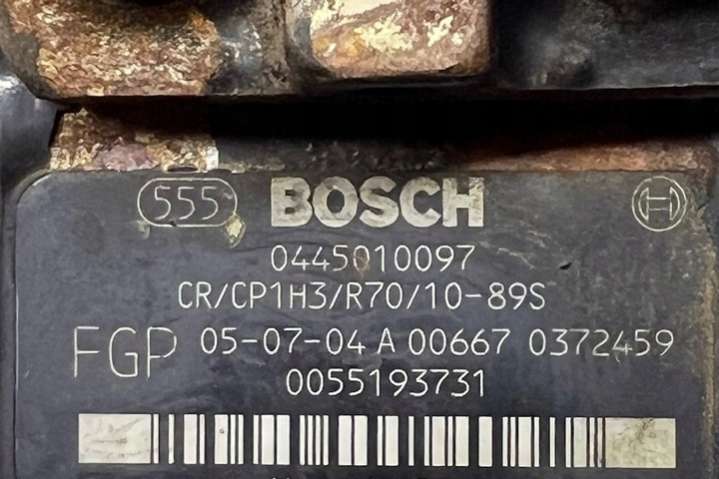 555 BOSCH
0445010097
CR/CP1H3/R70/10-89S
FGP 05-07-04 A 00667 0372459
0055193731